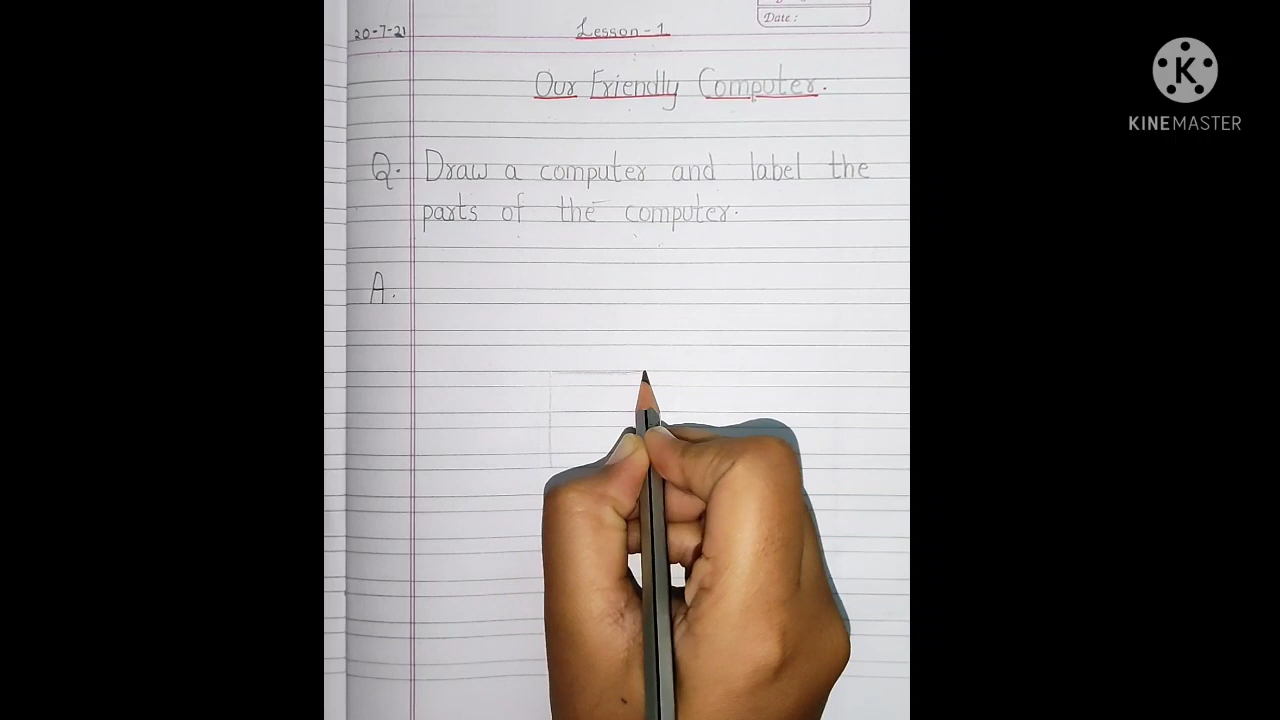 Date :
20-7-21
Lesson - 1
Our Friendly Computer.
K
KINEMASTER
Q. Draw a computer and label the
parts of the computer.
A.